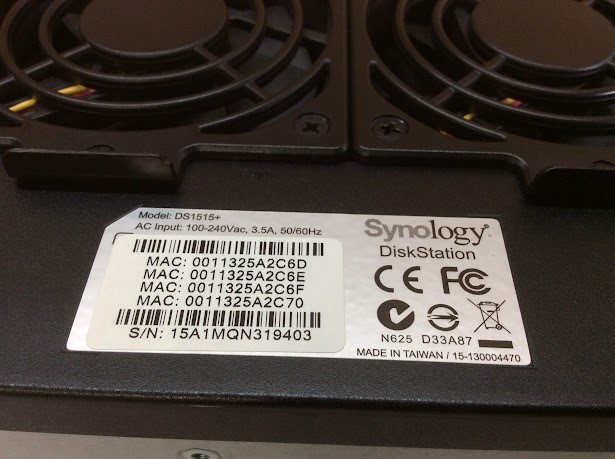 Model: DS1515+
AC Input: 100-240Vac, 3.5A, 50/60Hz
MAC: 0011325A2C6D
MAC: 0011325A2C6E
MAC: 0011325A2C6F
MAC: 0011325A2C70
S/N: 15A1MQN319403
Synology
DiskStation
CE FC
N625 D33A87
MADE IN TAIWAN / 15-130004470